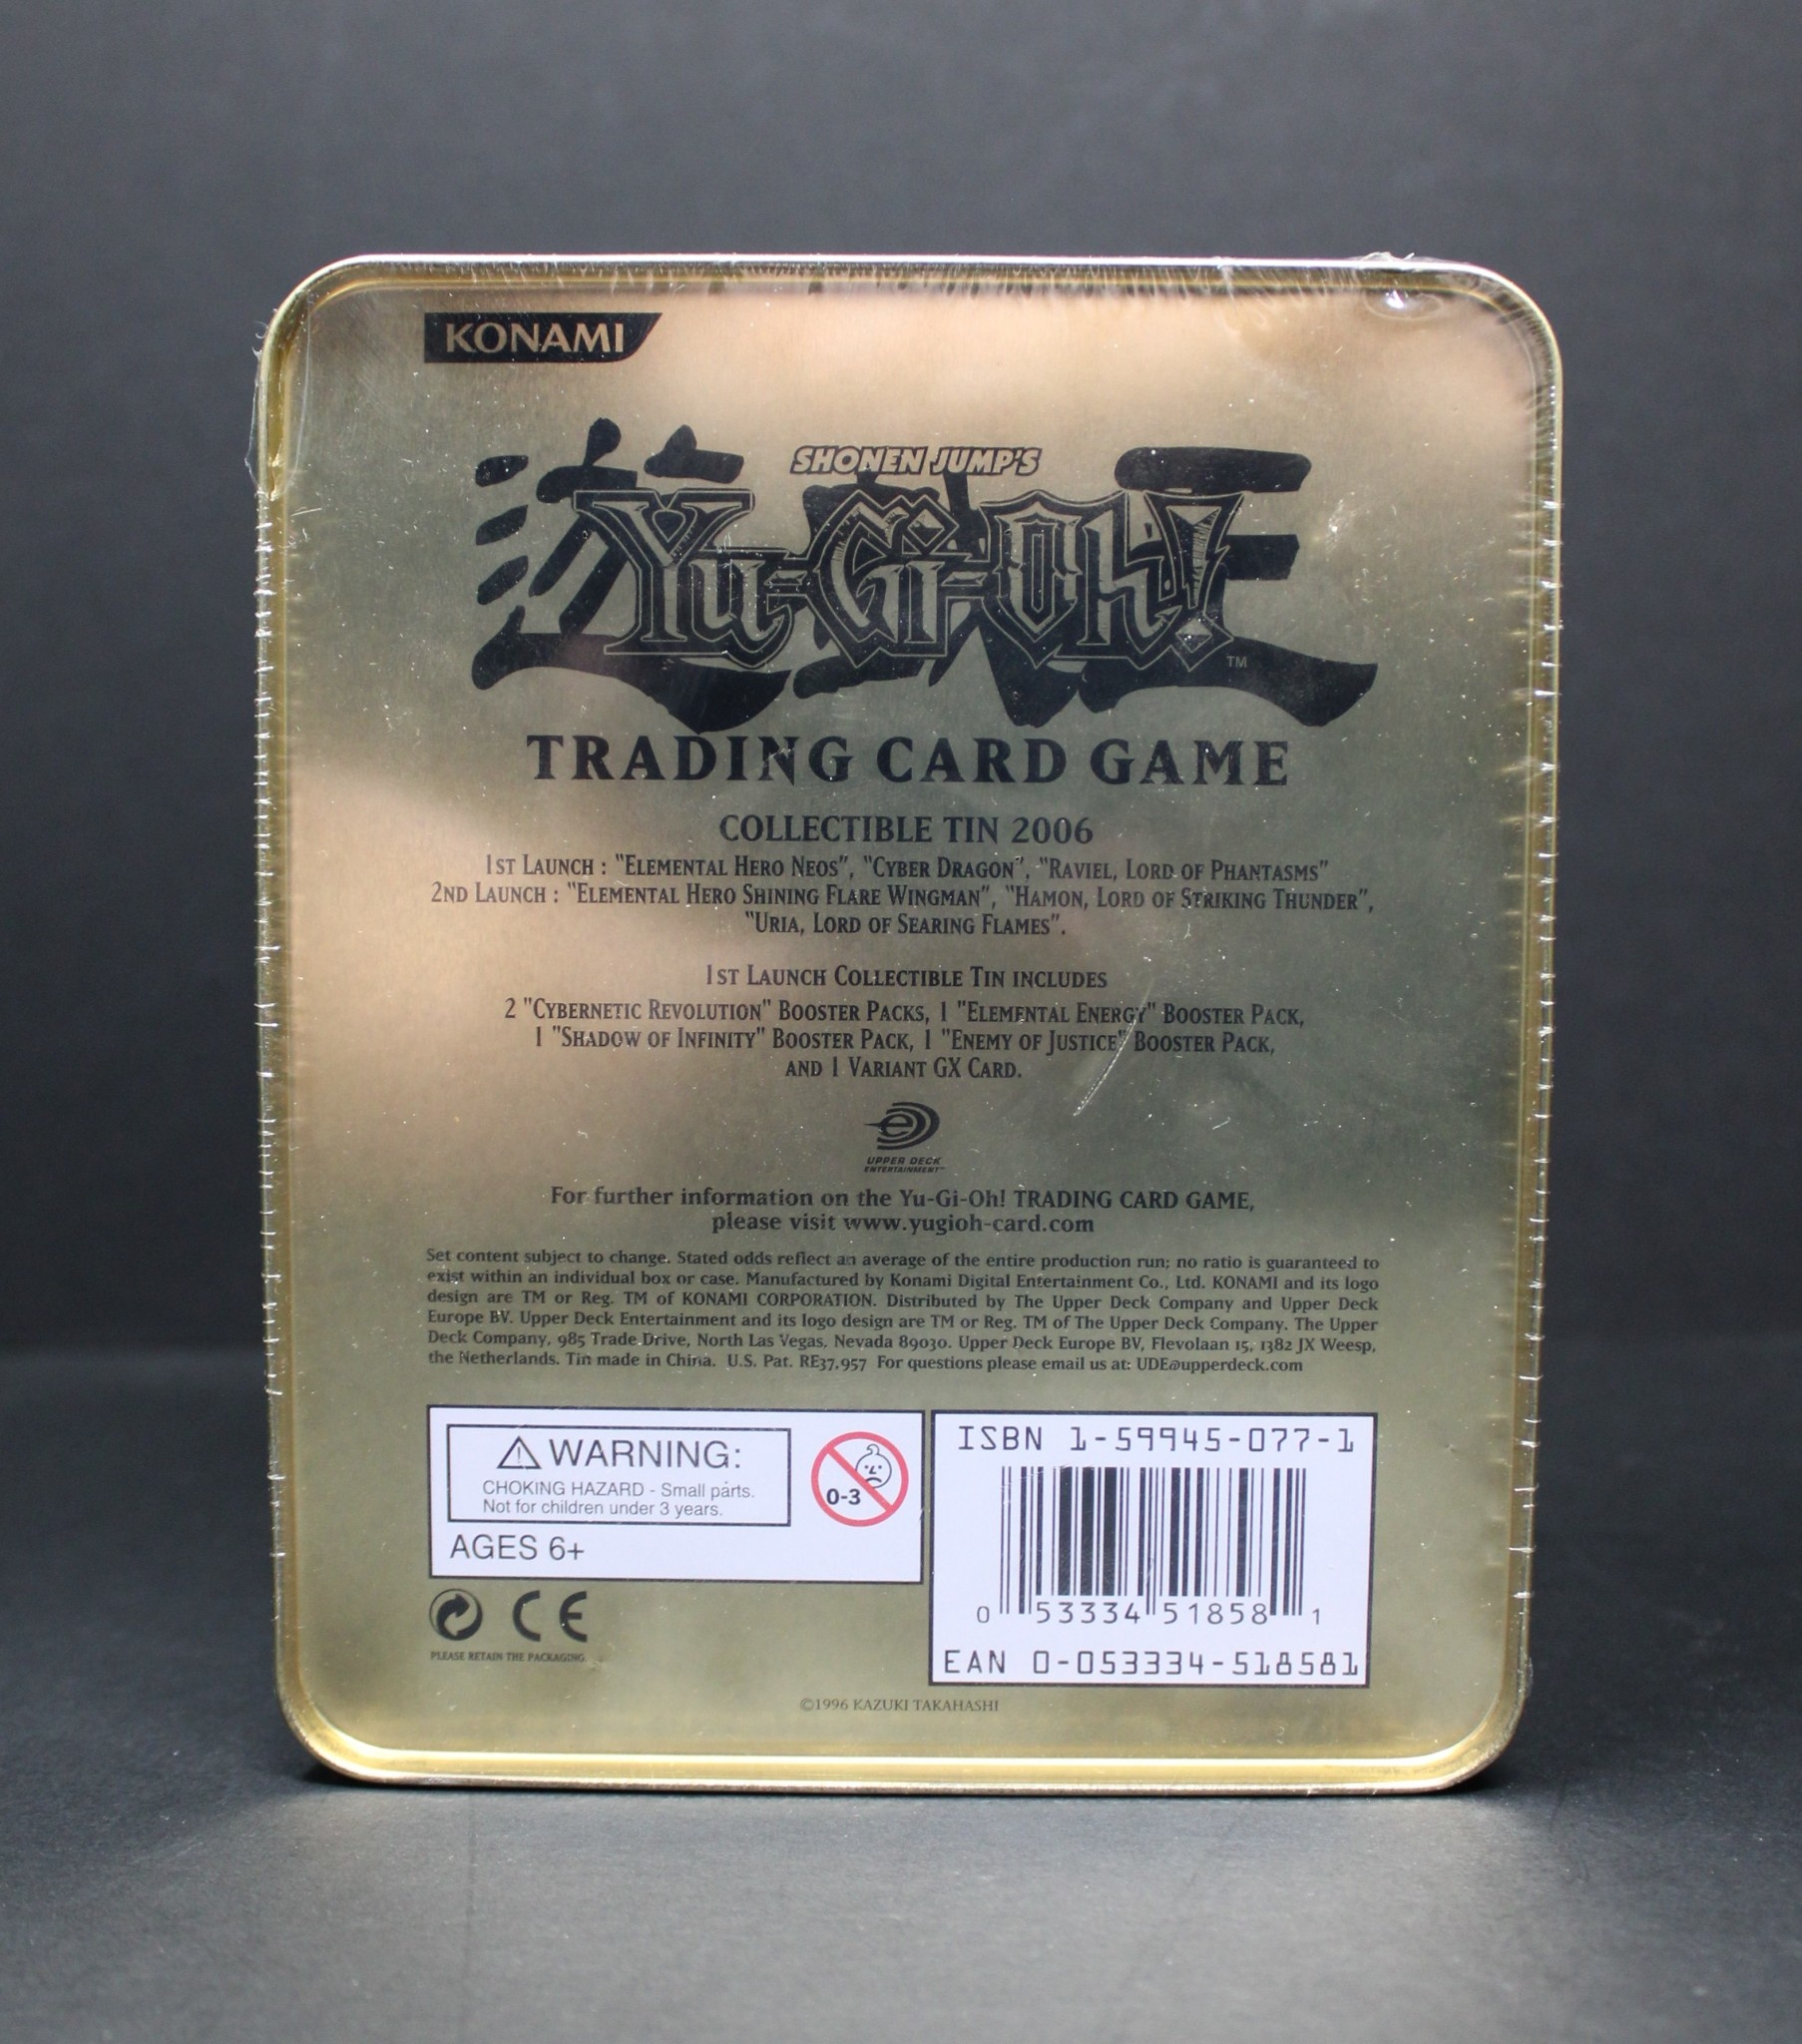 KONAMI
SHONEN JUMP'S
遊戯王
Yu-Gi-Oh!
TM
TRADING CARD GAME
COLLECTIBLE TIN 2006
1ST LAUNCH : "ELEMENTAL HERO NEOS", "CYBER DRAGON", "RAVIEL, LORD OF PHANTASMS"
2ND LAUNCH : "ELEMENTAL HERO SHINING FLARE WINGMAN", "HAMON, LORD OF STRIKING THUNDER",
"URIA, LORD OF SEARING FLAMES".
1ST LAUNCH COLLECTIBLE TIN INCLUDES
2 "CYBERNETIC REVOLUTION" BOOSTER PACKS, 1 "ELEMENTAL ENERGY" BOOSTER PACK,
1 "SHADOW OF INFINITY" BOOSTER PACK, 1 "ENEMY OF JUSTICE" BOOSTER PACK,
AND 1 VARIANT GX CARD.
UPPER DECK
ENTERTAINMENT™
For further information on the Yu-Gi-Oh! TRADING CARD GAME,
please visit www.yugioh-card.com
Set content subject to change. Stated odds reflect an average of the entire production run; no ratio is guaranteed to
exist within an individual box or case. Manufactured by Konami Digital Entertainment Co., Ltd. KONAMI and its logo
design are TM or Reg. TM of KONAMI CORPORATION. Distributed by The Upper Deck Company and Upper Deck
Europe BV. Upper Deck Entertainment and its logo design are TM or Reg. TM of The Upper Deck Company. The Upper
Deck Company, 985 Trade Drive, North Las Vegas, Nevada 89030. Upper Deck Europe BV, Flevolaan 15, 1382 JX Weesp,
the Netherlands. Tin made in China. U.S. Pat. RE37,957 For questions please email us at: UDE@upperdeck.com
WARNING:
CHOKING HAZARD - Small parts.
Not for children under 3 years.
0-3
AGES 6+
CE
PLEASE RETAIN THE PACKAGING.
ISBN 1-59945-077-1
0 53334 51858 1
EAN 0-053334-518581
©1996 KAZUKI TAKAHASHI